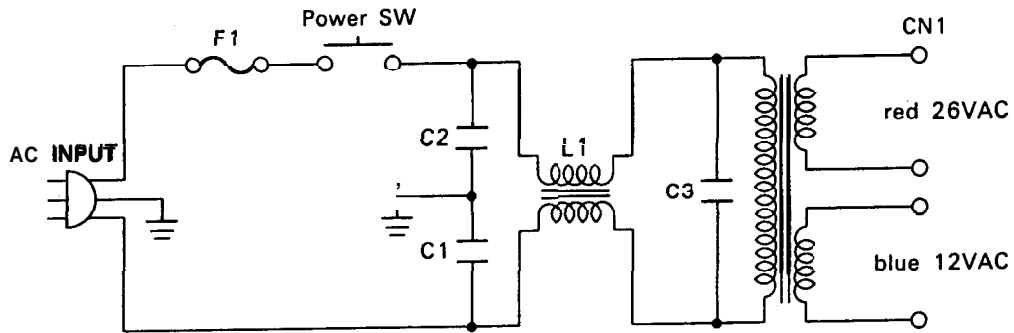 Power SW
F1
CN1
red 26VAC
AC INPUT
C2
L1
C3
C1
blue 12VAC